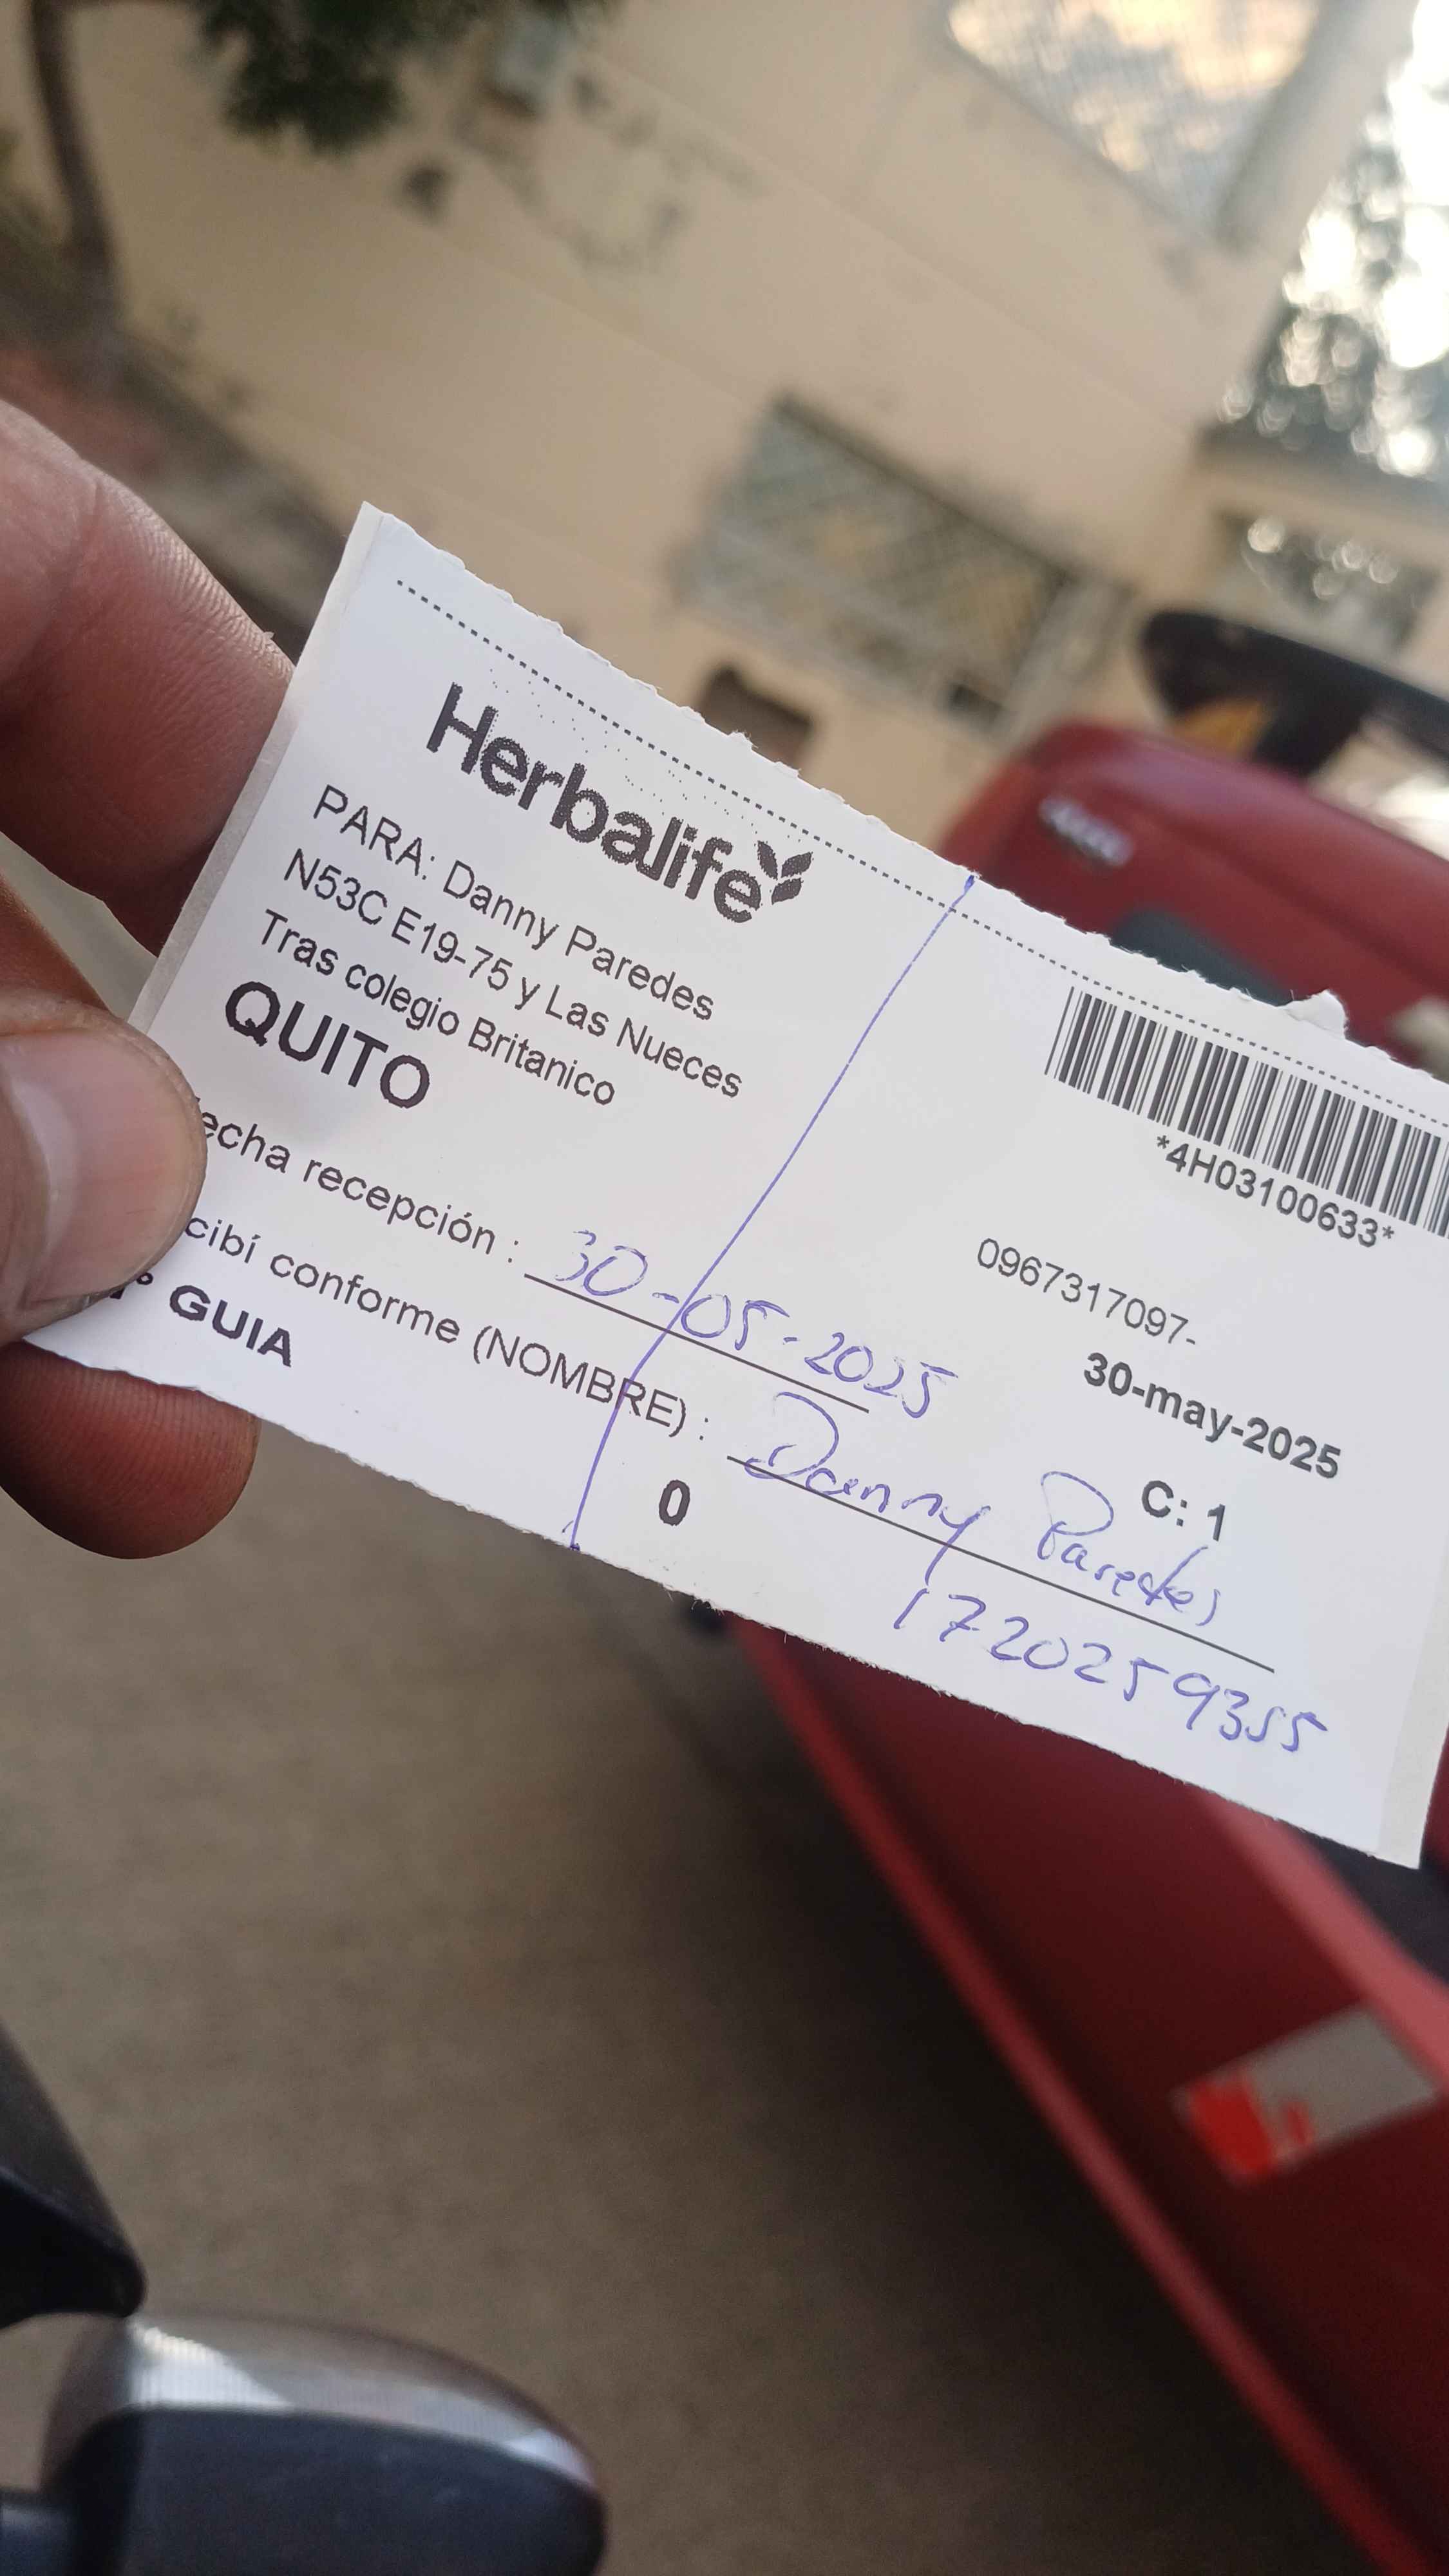 Herbalife
PARA: Danny Paredes
N53C E19-75 y Las Nueces
Tras colegio Britanico
QUITO
*4H03100633*
0967317097-
30-may-2025
C: 1
echa recepción : 30-05-2025
cibí conforme (NOMBRE) : Danny Paredes
1720259355
° GUIA 0